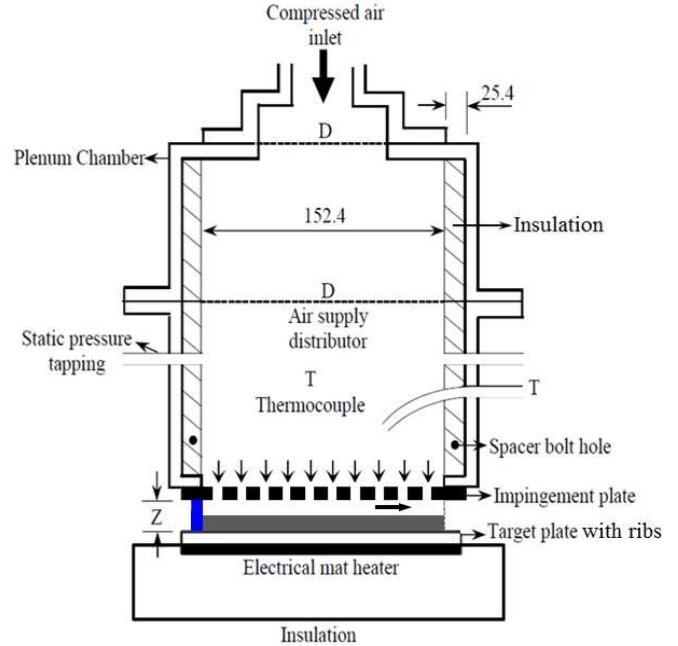 Compressed air
inlet
25.4
D
Plenum Chamber
152.4
Insulation
D
Air supply
distributor
Static pressure
tapping
T
Thermocouple
T
Spacer bolt hole
Impingement plate
Z
Target plate with ribs
Electrical mat heater
Insulation